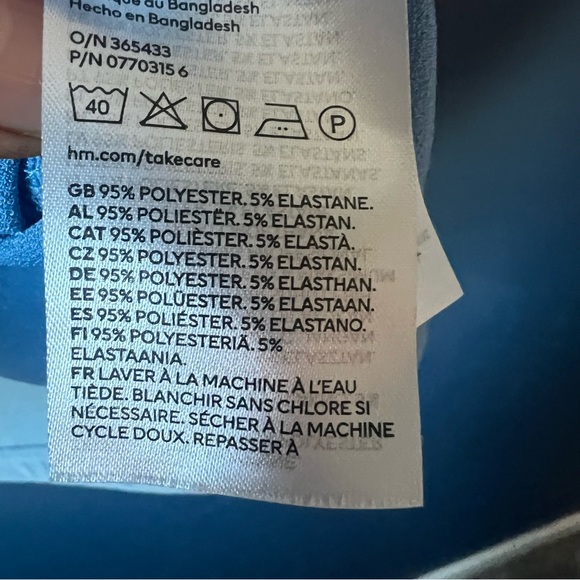 du Bangladesh
Hecho en Bangladesh
O/N 365433
P/N 0770315 6
40
P
hm.com/takecare
GB 95% POLYESTER. 5% ELASTANE.
AL 95% POLIESTËR. 5% ELASTAN.
CAT 95% POLIÈSTER. 5% ELASTÀ.
CZ 95% POLYESTER. 5% ELASTAN.
DE 95% POLYESTER. 5% ELASTHAN.
EE 95% POLÜESTER. 5% ELASTAAN.
ES 95% POLIÉSTER. 5% ELASTANO.
FI 95% POLYESTERIÄ. 5%
ELASTAANIA.
FR LAVER À LA MACHINE À L'EAU
TIÈDE. BLANCHIR SANS CHLORE SI
NÉCESSAIRE. SÉCHER À LA MACHINE
CYCLE DOUX. REPASSER À